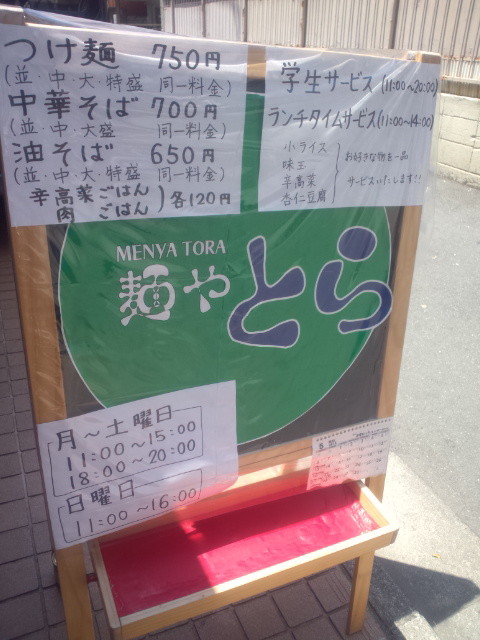 つけ麺 750円
(並・中・大・特盛 同一料金)
中華そば 700円
(並・中・大盛 同一料金)
油そば 650円
(並・中・大・特盛 同一料金)
辛高菜ごはん
肉ごはん
各120円
学生サービス (11:00~20:00)
ランチタイムサービス(11:00~14:00)
小ライス
味玉
辛高菜
杏仁豆腐
お好きな物を一品
サービスいたします!!
MENYA TORA
麺やとら
月~土曜日
11:00~15:00
18:00~20:00
日曜日
11:00~16:00